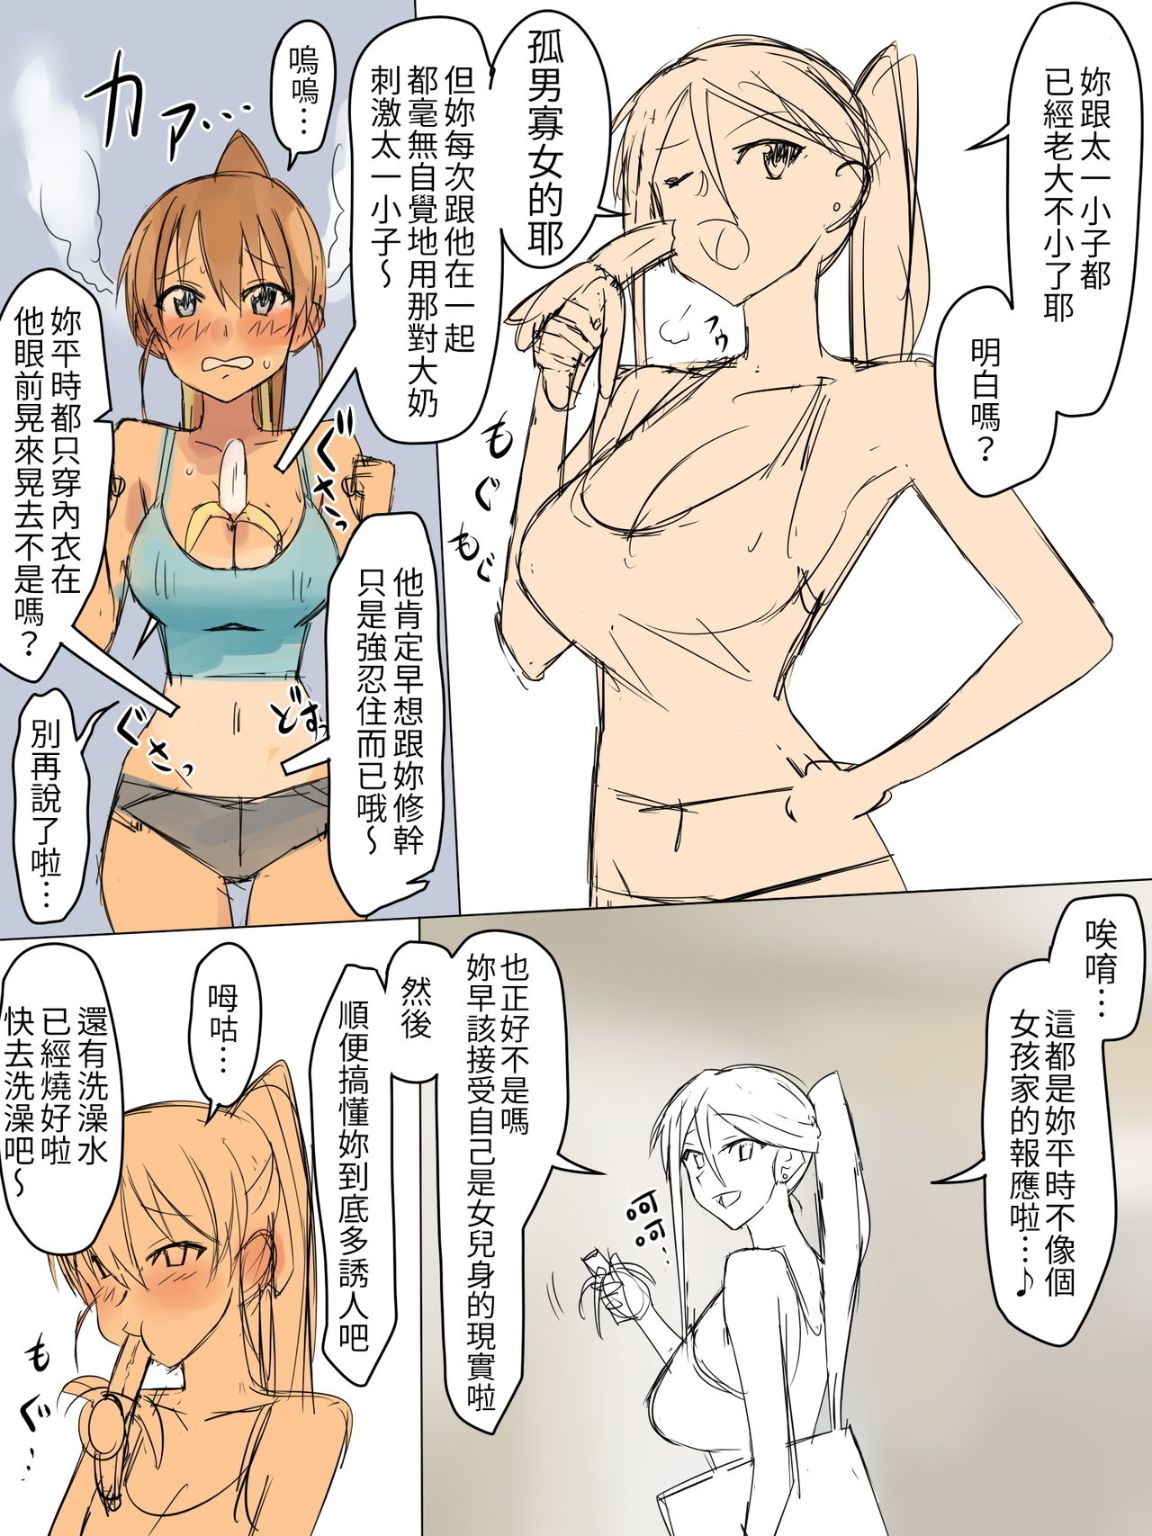 妳跟太一小子都
已經老大不小了耶
明白嗎？
孤男寡女的耶
フゥ
もぐ
もじ
但妳每次跟他在一起
都毫無自覺地用那對大奶
刺激太一小子～
嗚嗚…
カァ…
ぐさっ
妳平時都只穿內衣在
他眼前晃來晃去不是嗎？
他肯定早想跟妳修幹
只是強忍住而已哦～
どすっ
ぐさっ
別再說了啦…
唉唷…
這都是妳平時不像個
女孩家的報應啦…♪
呵呵…
也正好不是嗎
妳早該接受自己是女兒身的現實啦
然後
順便搞懂妳到底多誘人吧
呣咕…
還有洗澡水
已經燒好啦
快去洗澡吧～
もぐ…